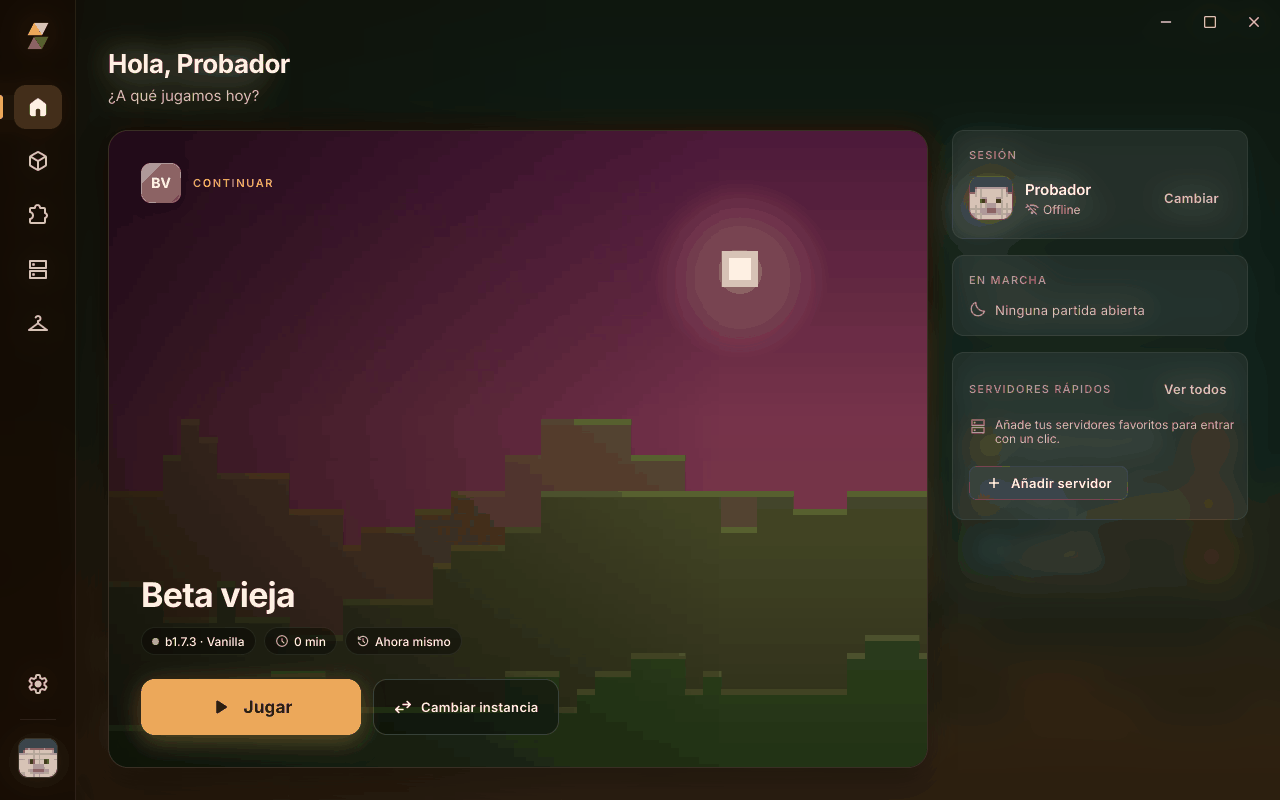 Hola, Probador
¿A qué jugamos hoy?
BV
CONTINUAR
Beta vieja
b1.7.3 · Vanilla
0 min
Ahora mismo
Jugar
Cambiar instancia
SESIÓN
Probador
Offline
Cambiar
EN MARCHA
Ninguna partida abierta
SERVIDORES RÁPIDOS
Ver todos
Añade tus servidores favoritos para entrar
con un clic.
Añadir servidor